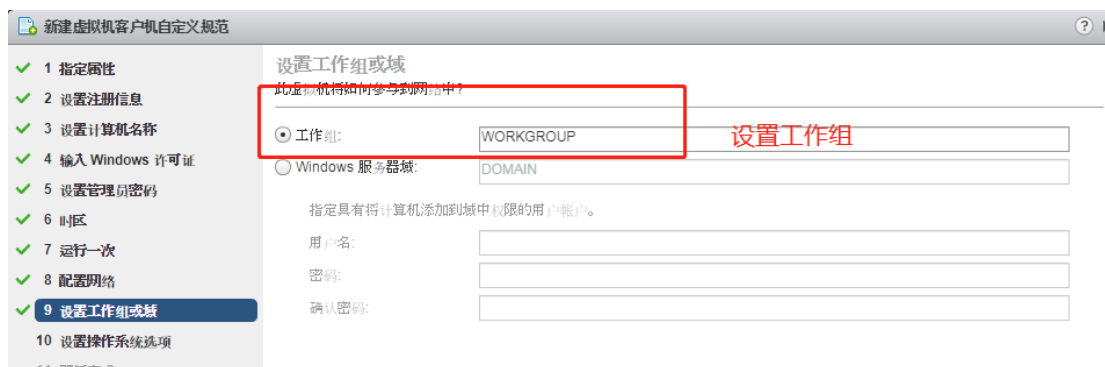 新建虚拟机客户机自定义规范
1 指定属性
2 设置注册信息
3 设置计算机名称
4 输入 Windows 许可证
5 设置管理员密码
6 时区
7 运行一次
8 配置网络
9 设置工作组或域
10 设置操作系统选项
设置工作组或域
此虚拟机将如何参与到网络中?
工作组: WORKGROUP
设置工作组
Windows 服务器域: DOMAIN
指定具有将计算机添加到域中权限的用户帐户。
用户名:
密码:
确认密码: